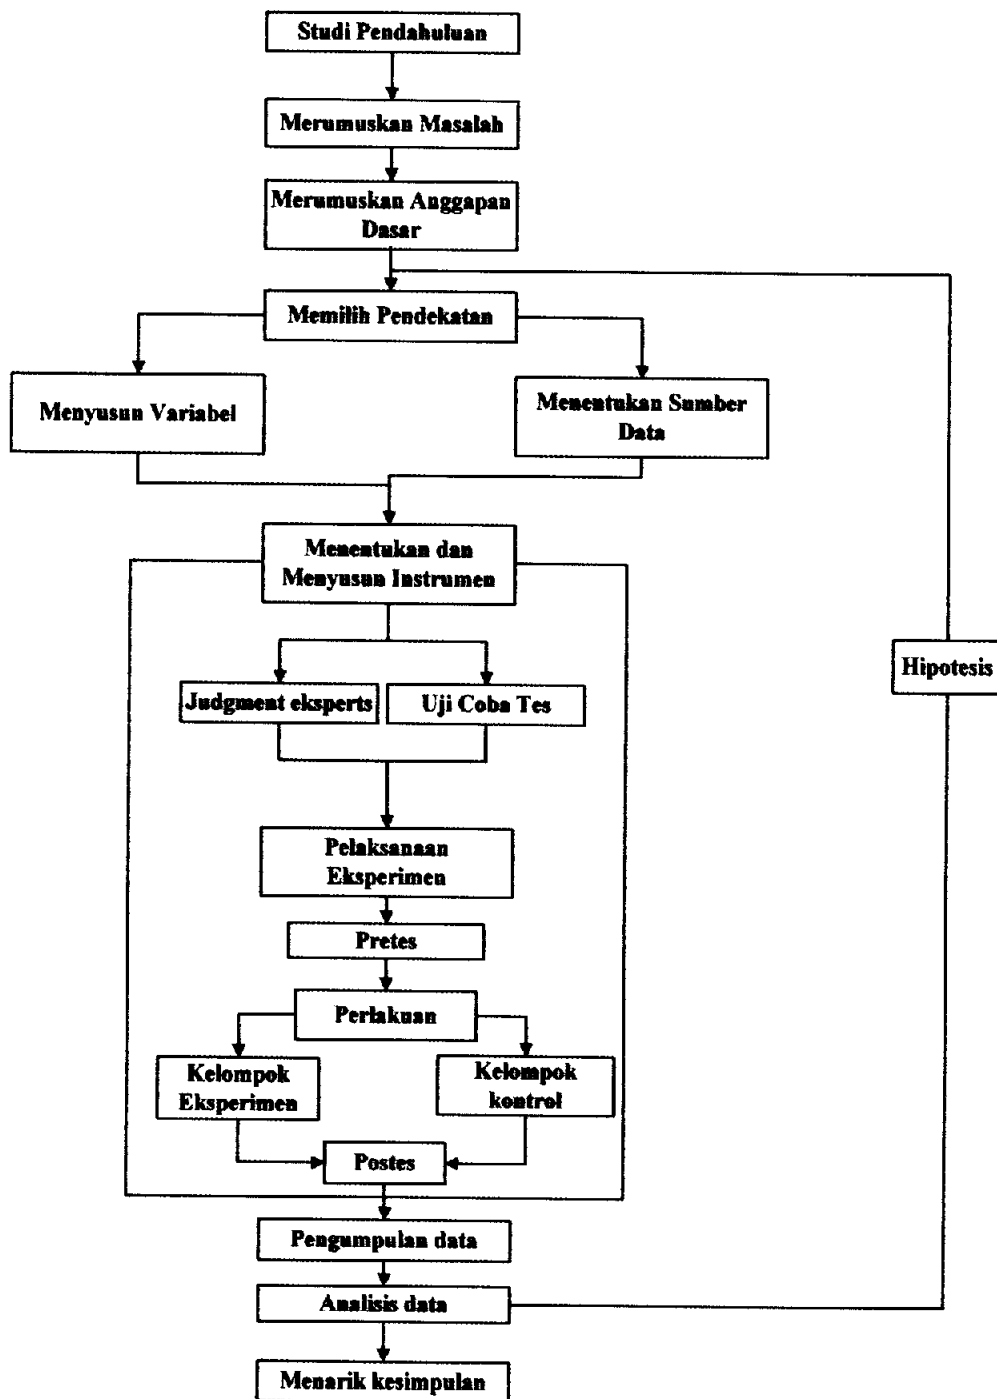 Studi Pendahuluan
Merumuskan Masalah
Merumuskan Anggapan
Dasar
Memilih Pendekatan
Menyusun Variabel
Menentukan Sumber
Data
Menentukan dan
Menyusun Instrumen
Hipotesis
Judgment eksperts
Uji Coba Tes
Pelaksanaan
Eksperimen
Pretes
Perlakuan
Kelompok
Eksperimen
Kelompok
kontrol
Postes
Pengumpulan data
Analisis data
Menarik kesimpulan